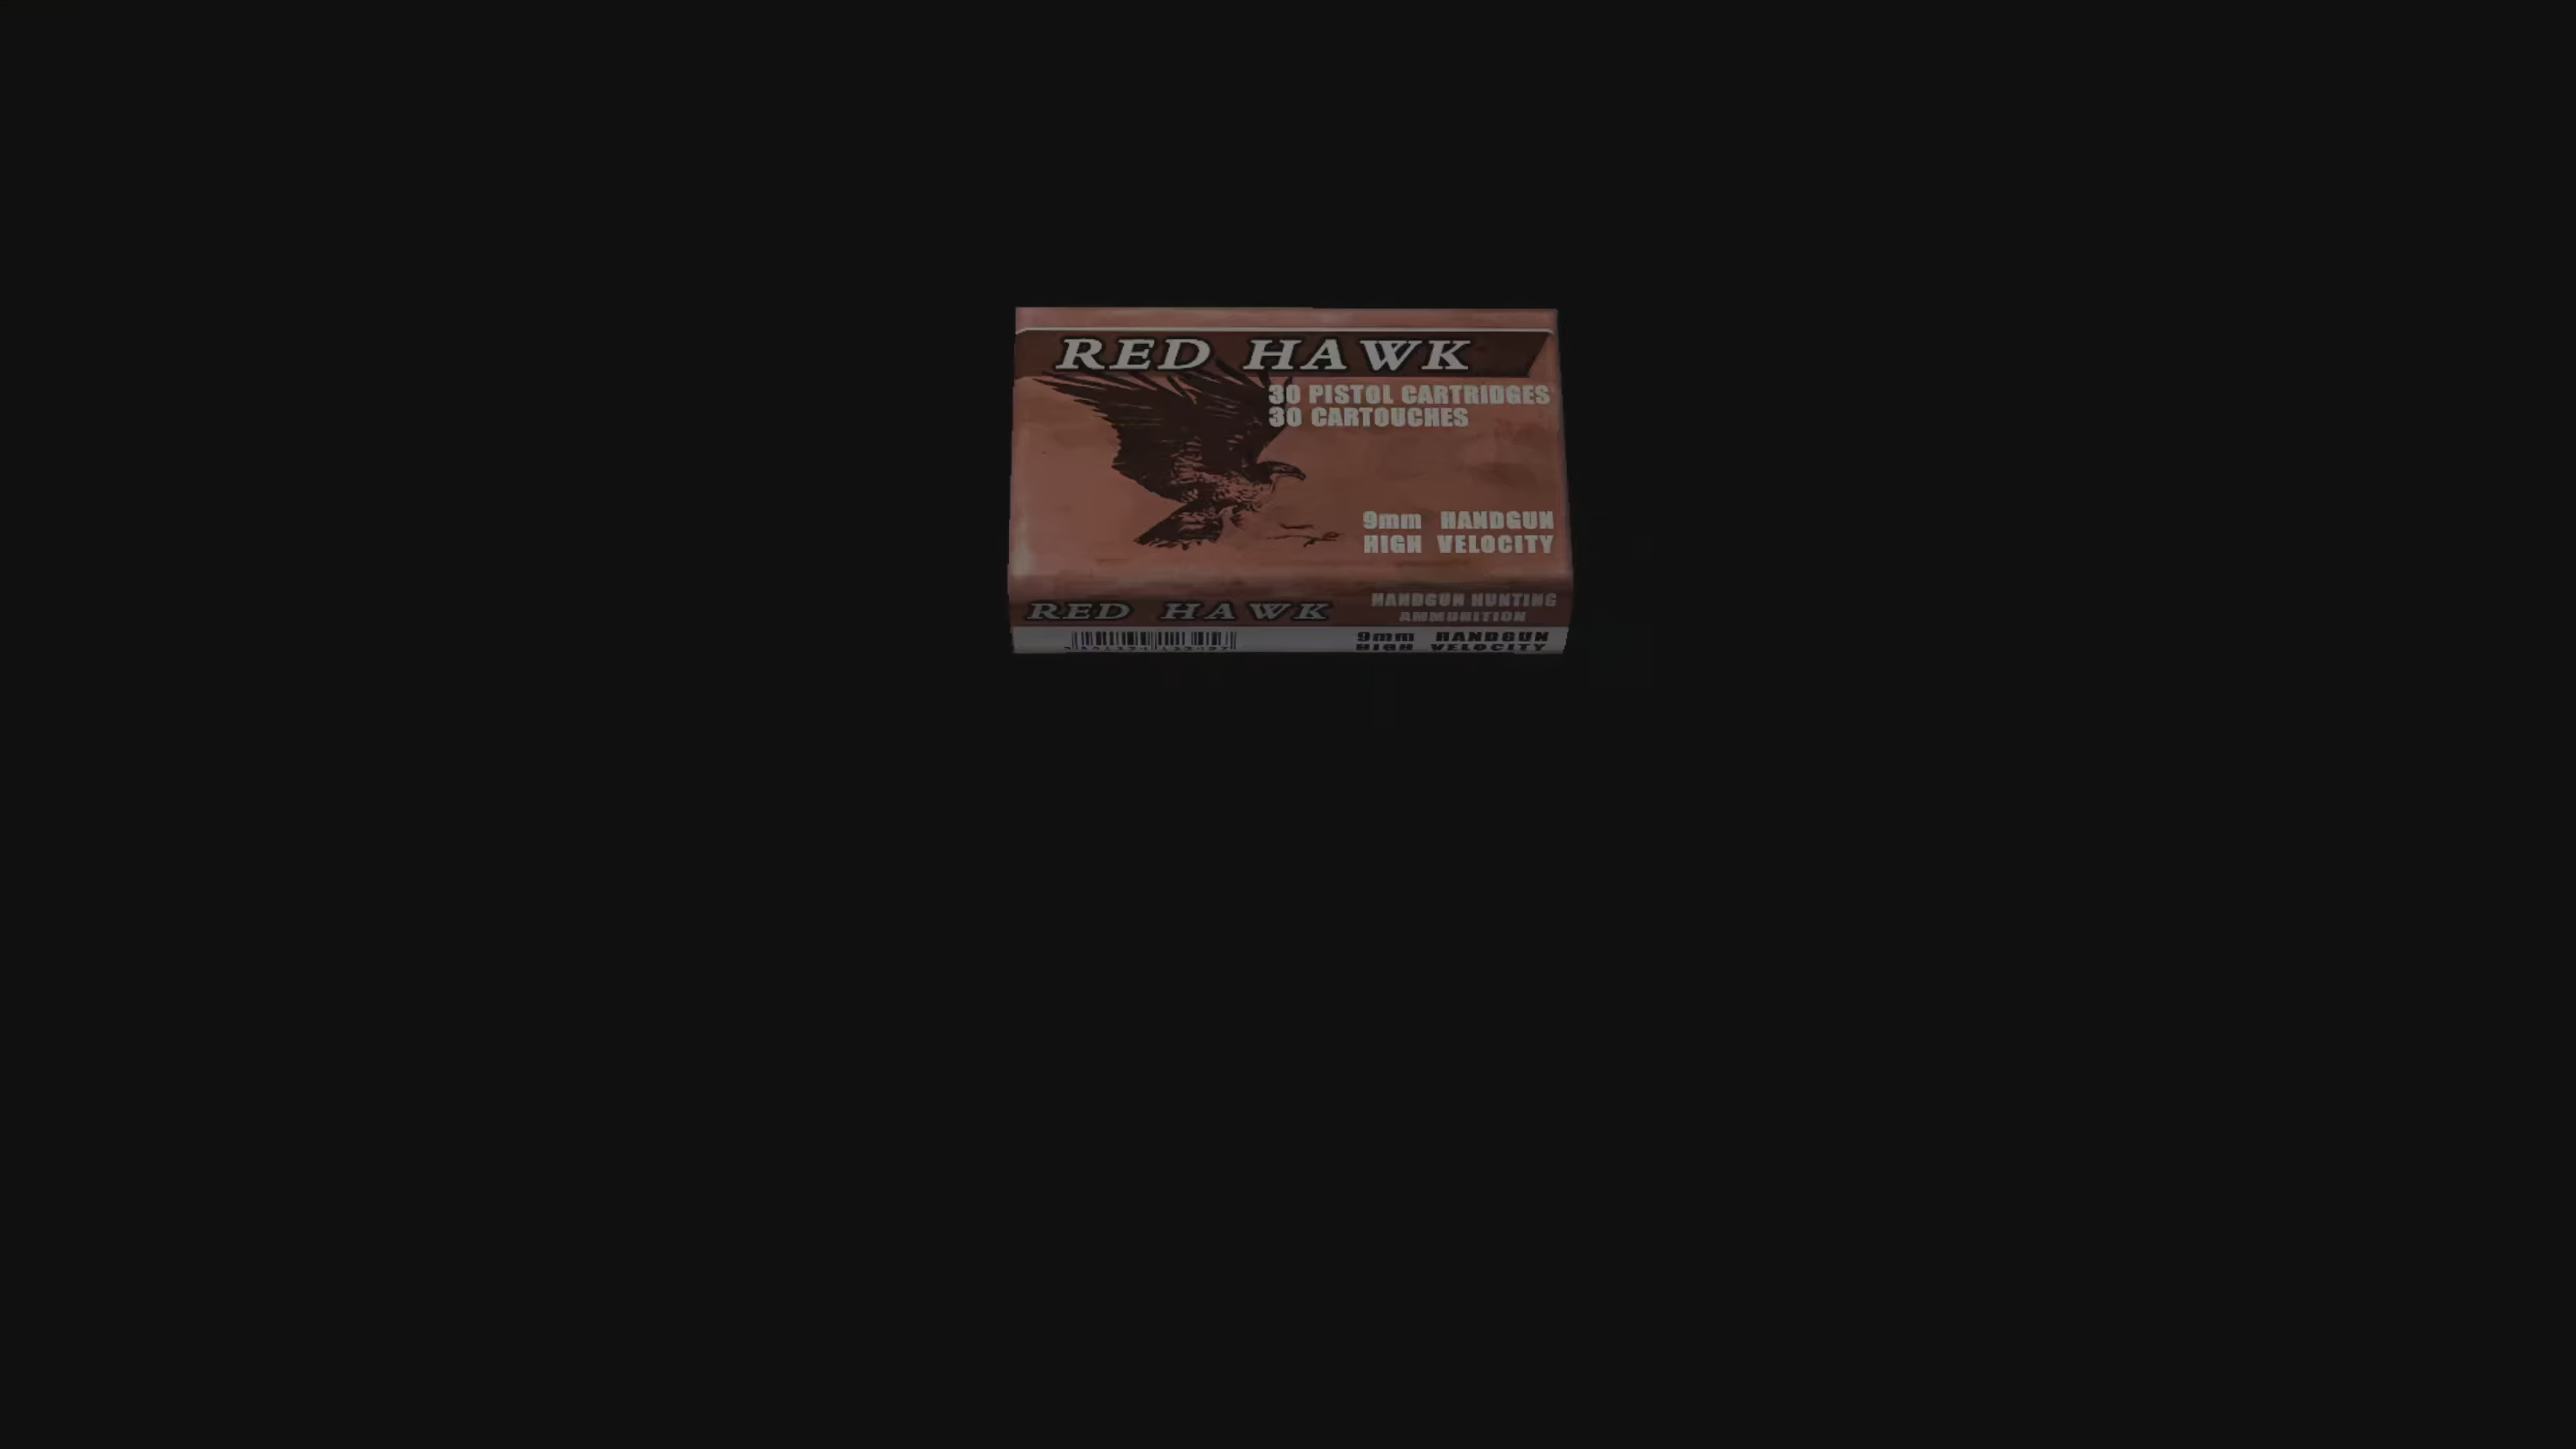 RED HAWK
30 PISTOL CARTRIDGES
30 CARTOUCHES
9mm HANDGUN
HIGH VELOCITY
RED HAWK
HANDGUN HUNTING
AMMUNITION
9mm HANDGUN
HIGH VELOCITY